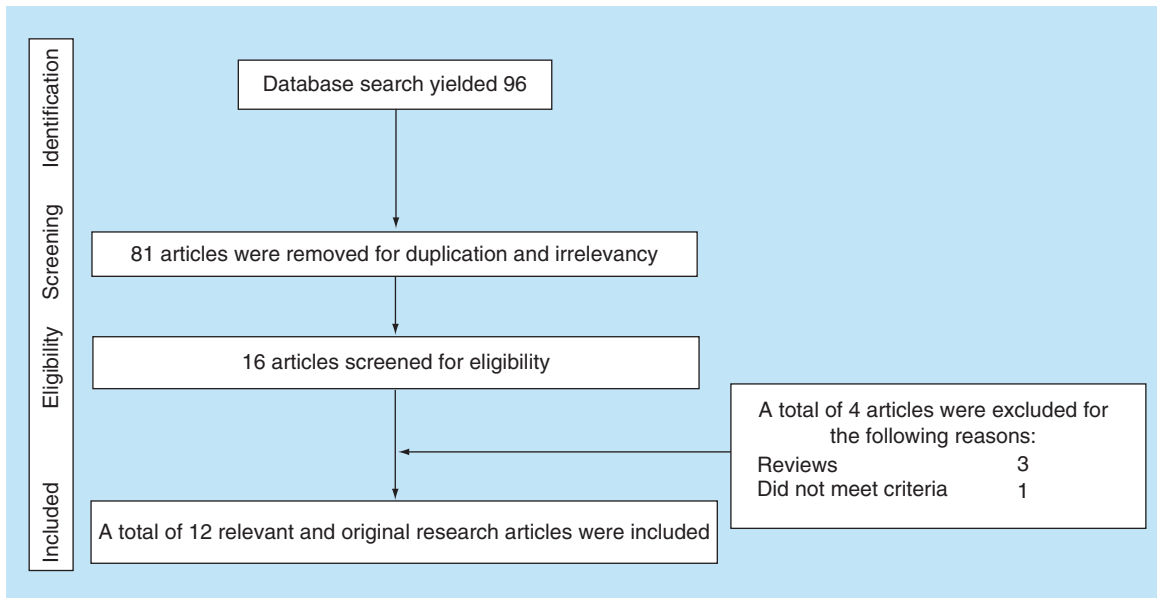 Identification
Database search yielded 96
Screening
81 articles were removed for duplication and irrelevancy
Eligibility
16 articles screened for eligibility
A total of 4 articles were excluded for
the following reasons:
Reviews 3
Did not meet criteria 1
Included
A total of 12 relevant and original research articles were included